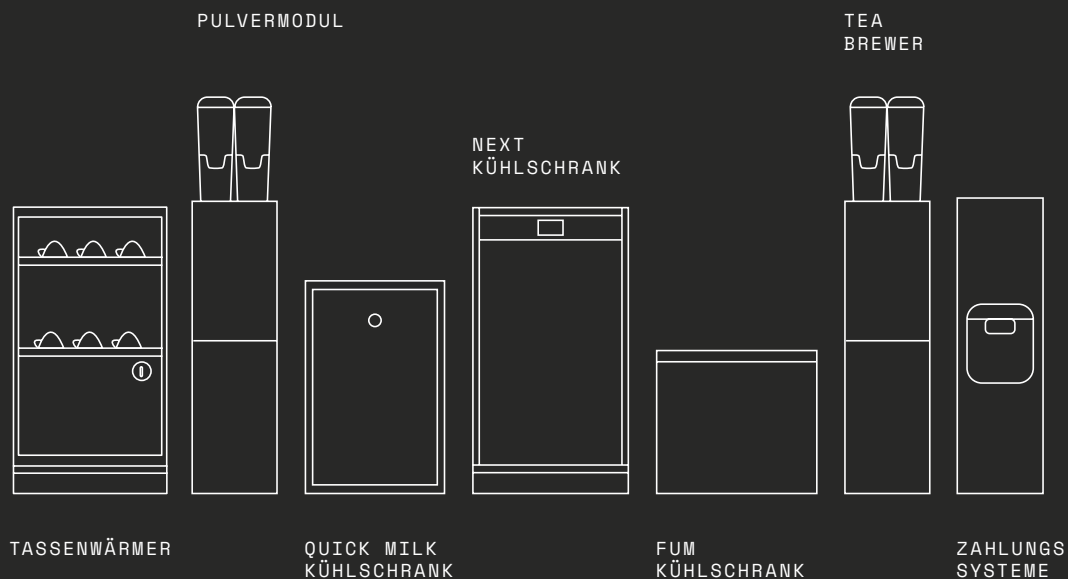 PULVERMODUL
TEA
BREWER
NEXT
KÜHLSCHRANK
TASSENWÄRMER
QUICK MILK
KÜHLSCHRANK
FUM
KÜHLSCHRANK
ZAHLUNGS
SYSTEME